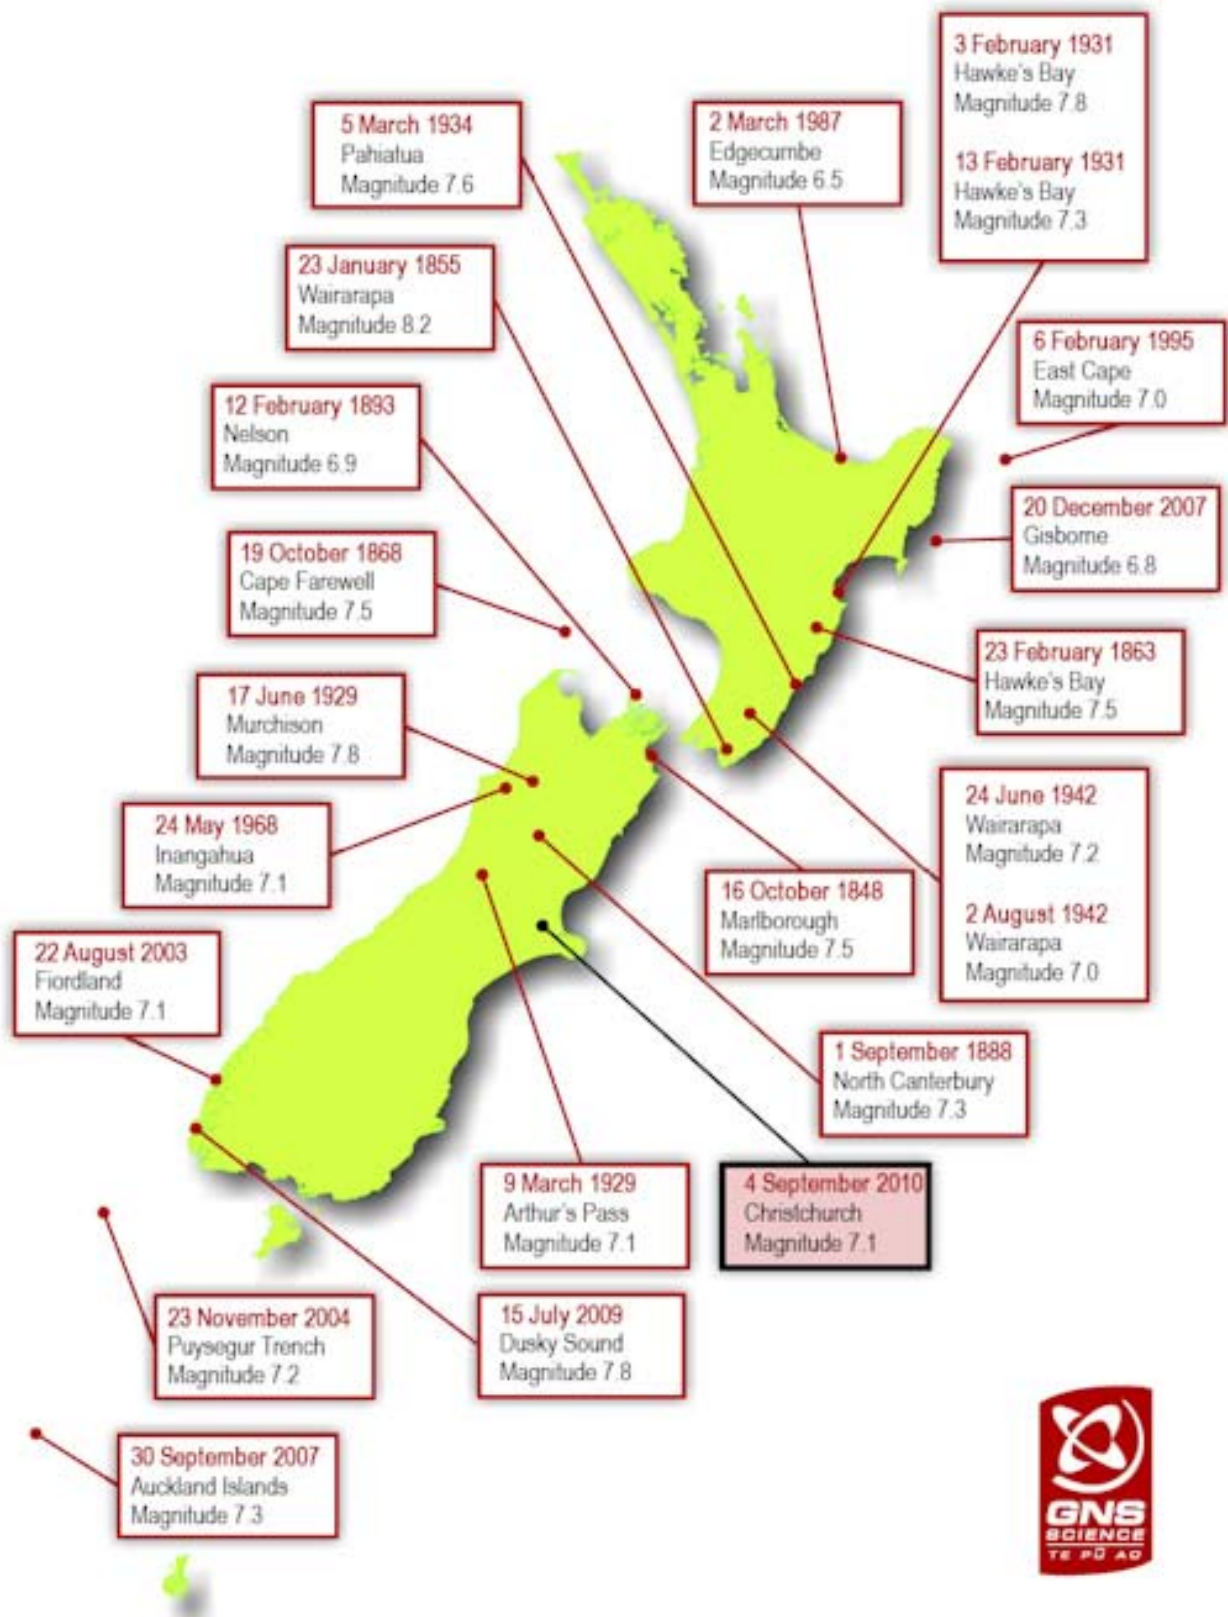 3 February 1931
Hawke's Bay
Magnitude 7.8
13 February 1931
Hawke's Bay
Magnitude 7.3
5 March 1934
Pahiatua
Magnitude 7.6
2 March 1987
Edgecumbe
Magnitude 6.5
23 January 1855
Wairarapa
Magnitude 8.2
6 February 1995
East Cape
Magnitude 7.0
12 February 1893
Nelson
Magnitude 6.9
20 December 2007
Gisborne
Magnitude 6.8
19 October 1868
Cape Farewell
Magnitude 7.5
23 February 1863
Hawke's Bay
Magnitude 7.5
17 June 1929
Murchison
Magnitude 7.8
24 June 1942
Wairarapa
Magnitude 7.2
2 August 1942
Wairarapa
Magnitude 7.0
24 May 1968
Inangahua
Magnitude 7.1
16 October 1848
Marlborough
Magnitude 7.5
22 August 2003
Fiordland
Magnitude 7.1
1 September 1888
North Canterbury
Magnitude 7.3
9 March 1929
Arthur's Pass
Magnitude 7.1
4 September 2010
Christchurch
Magnitude 7.1
23 November 2004
Puysegur Trench
Magnitude 7.2
15 July 2009
Dusky Sound
Magnitude 7.8
30 September 2007
Auckland Islands
Magnitude 7.3
GNS
SCIENCE
TE PŪ AO